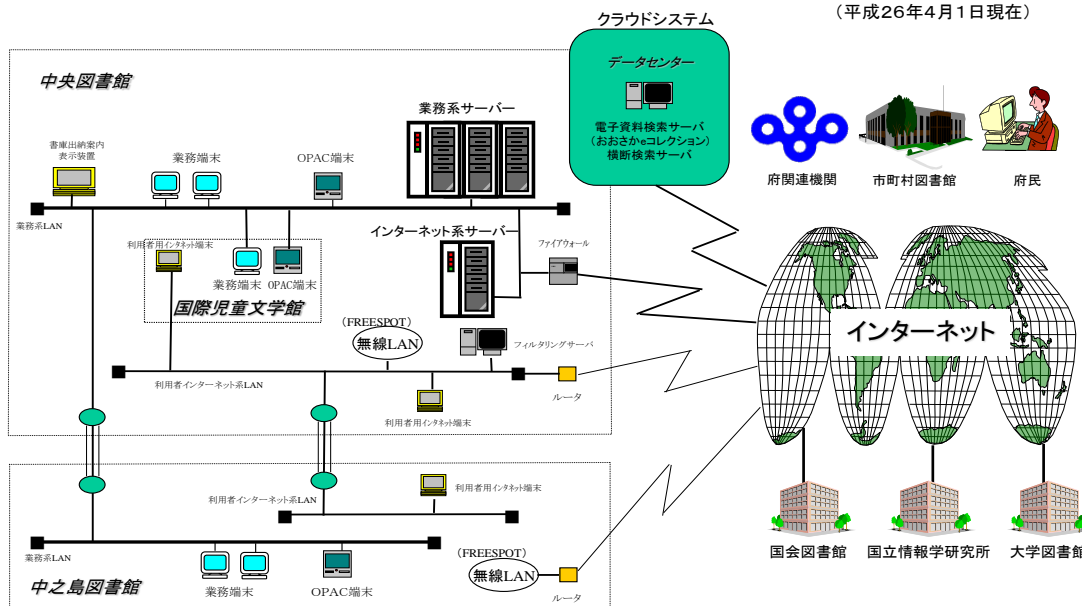 (平成26年4月1日現在)
クラウドシステム
データセンター
電子資料検索サーバ
(おおさかeコレクション)
横断検索サーバ
府関連機関
市町村図書館
府民
中央図書館
業務系サーバー
書庫出納案内
表示装置
業務端末
OPAC端末
業務系LAN
利用者用インタネット端末
インターネット系サーバー
ファイアウォール
業務端末
OPAC端末
国際児童文学館
(FREESPOT)
無線LAN
フィルタリングサーバ
利用者インターネット系LAN
利用者用インタネット端末
ルータ
インターネット
利用者用インタネット端末
利用者インターネット系LAN
業務系LAN
業務端末
OPAC端末
中之島図書館
(FREESPOT)
無線LAN
ルータ
国会図書館
国立情報学研究所
大学図書館